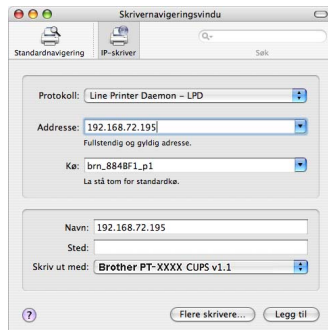 Skrivernavigeringsvindu
Standardnavigering
IP-skriver
Søk
Protokoll: Line Printer Daemon – LPD
Addresse: 192.168.72.195
Fullstendig og gyldig adresse.
Kø: brn_884BF1_p1
La stå tom for standardkø.
Navn: 192.168.72.195
Sted:
Skriv ut med: Brother PT-XXXX CUPS v1.1
?
Flere skrivere...
Legg til